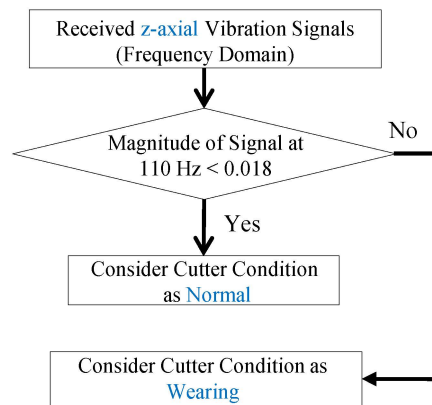 Received z-axial Vibration Signals
(Frequency Domain)
Magnitude of Signal at
110 Hz < 0.018
No
Yes
Consider Cutter Condition
as Normal
Consider Cutter Condition as
Wearing